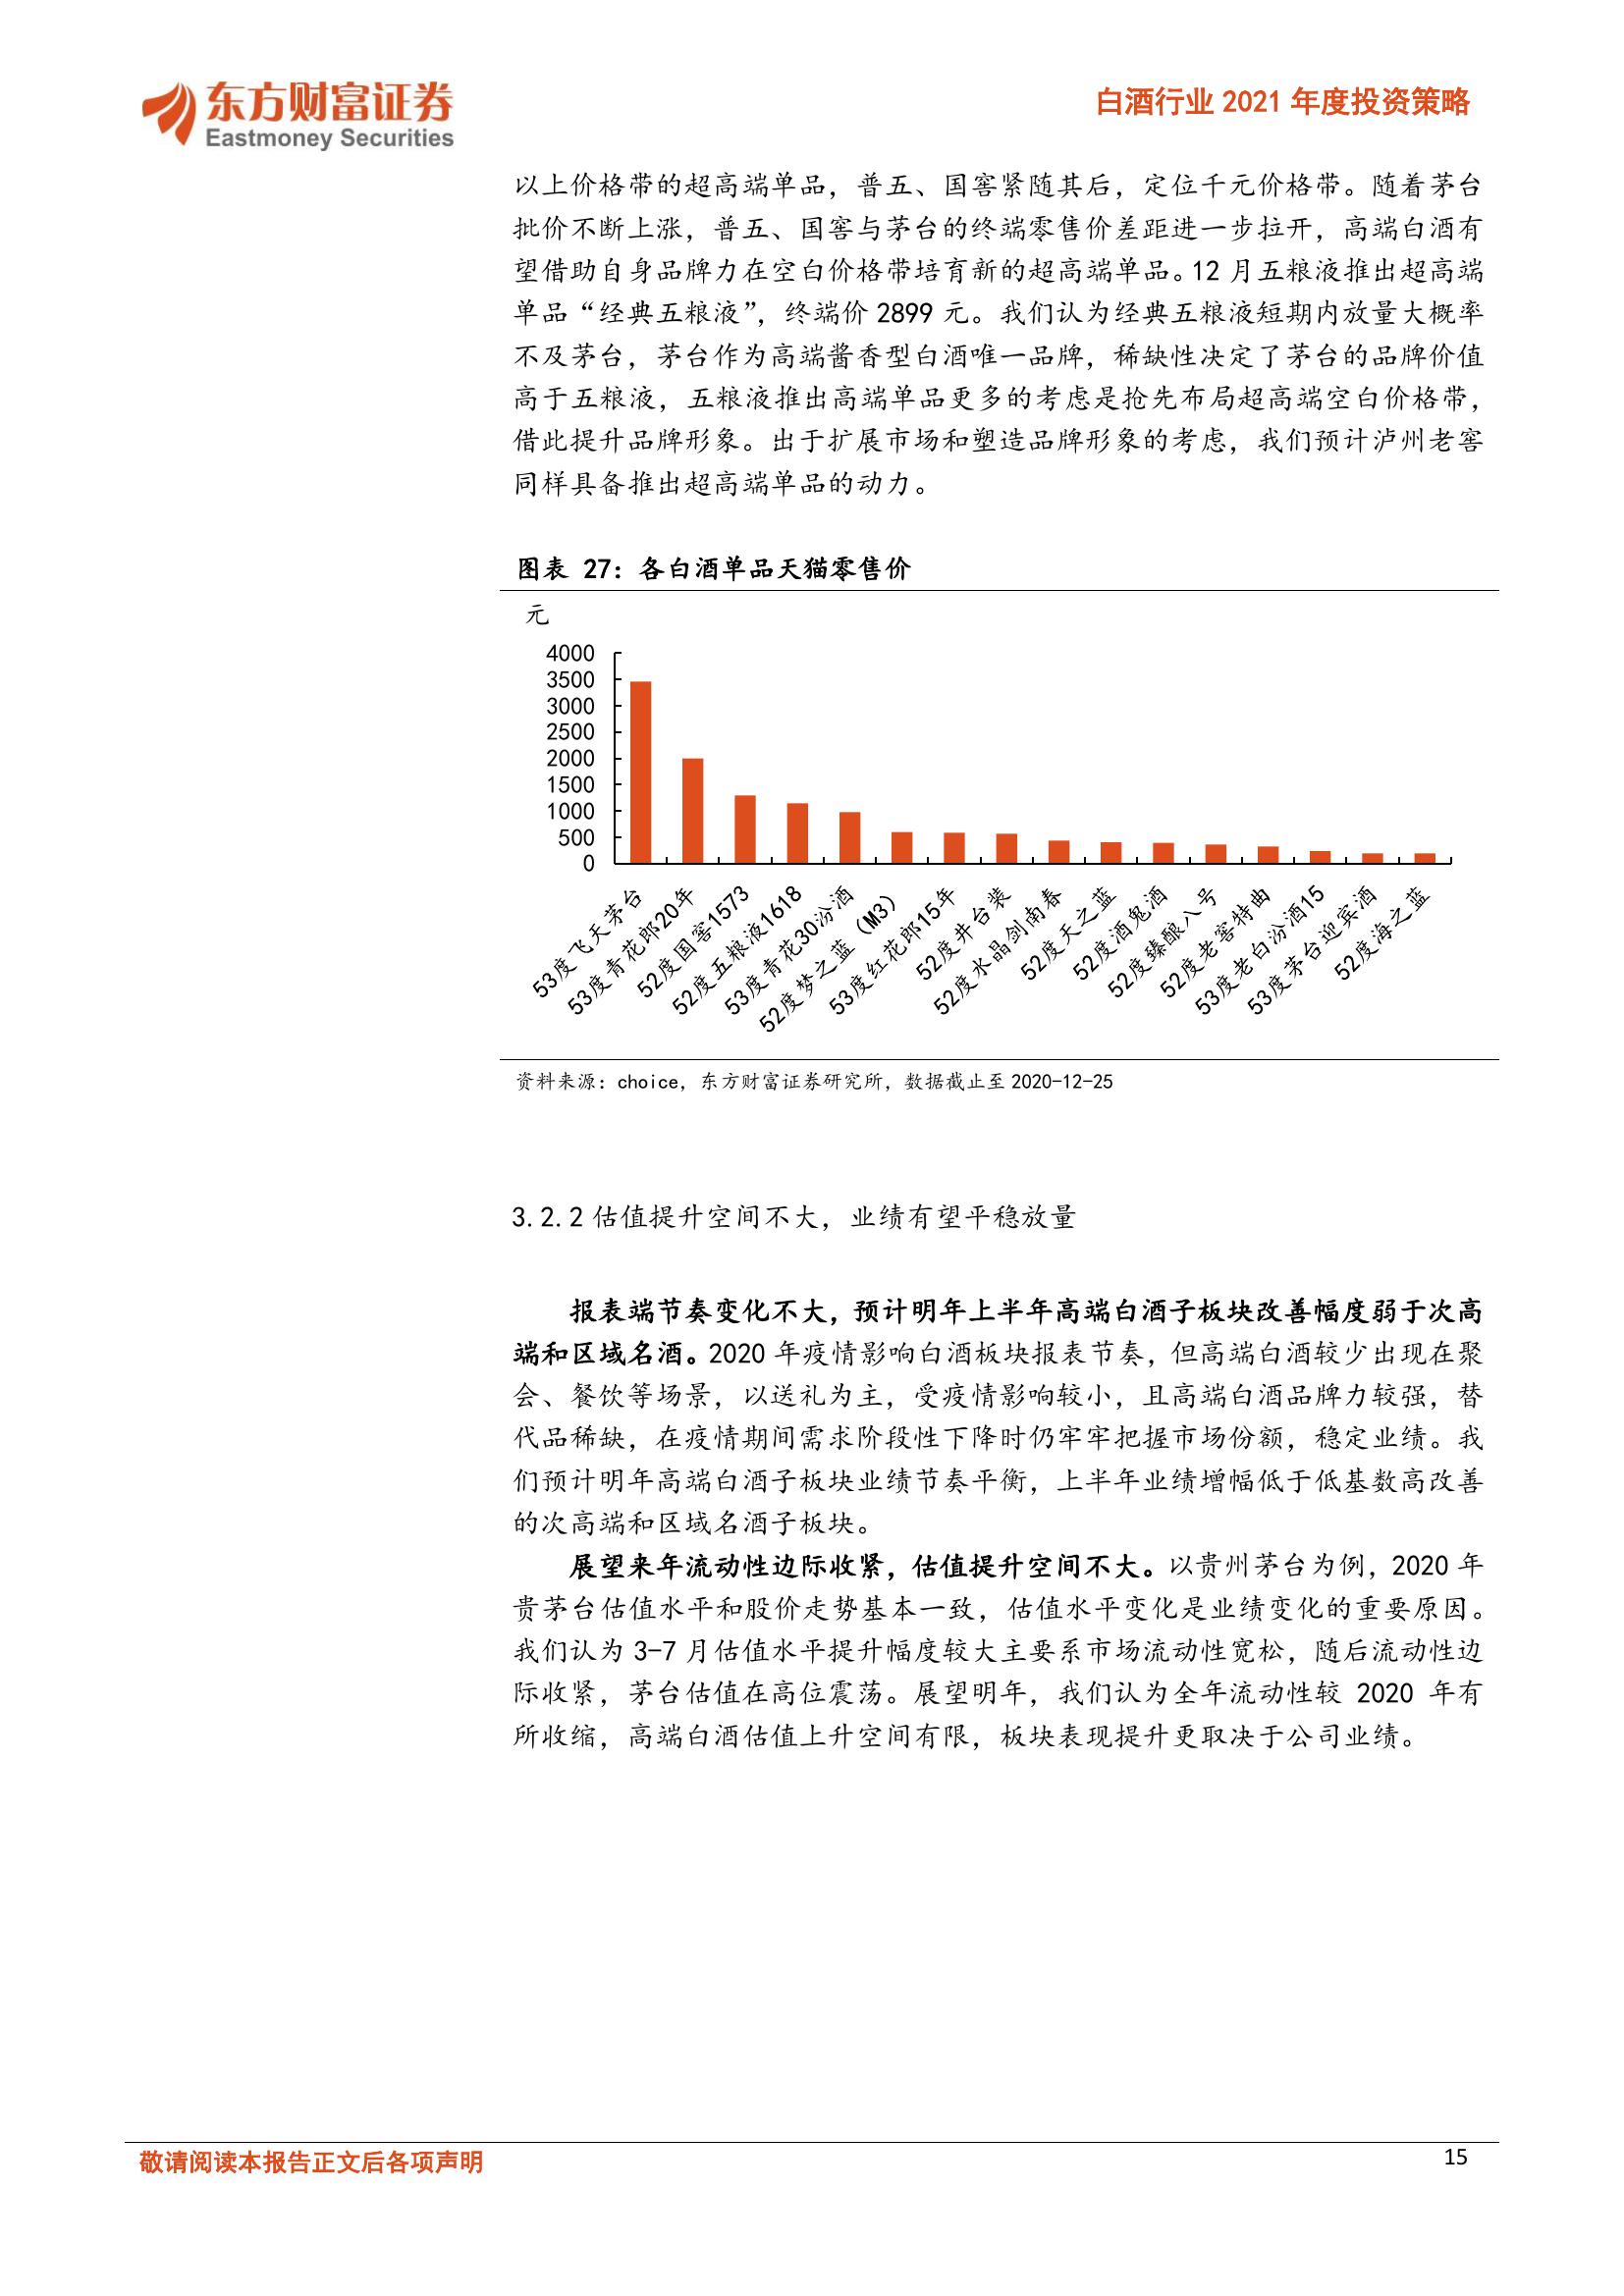 东方财富证券
Eastmoney Securities
白酒行业 2021 年度投资策略
以上价格带的超高端单品，普五、国窖紧随其后，定位千元价格带。随着茅台
批价不断上涨，普五、国窖与茅台的终端零售价差距进一步拉开，高端白酒有
望借助自身品牌力在空白价格带培育新的超高端单品。12 月五粮液推出超高端
单品“经典五粮液”，终端价 2899 元。我们认为经典五粮液短期内放量大概率
不及茅台，茅台作为高端酱香型白酒唯一品牌，稀缺性决定了茅台的品牌价值
高于五粮液，五粮液推出高端单品更多的考虑是抢先布局超高端空白价格带，
借此提升品牌形象。出于扩展市场和塑造品牌形象的考虑，我们预计泸州老窖
同样具备推出超高端单品的动力。
图表 27：各白酒单品天猫零售价
元
4000
3500
3000
2500
2000
1500
1000
500
0
53度飞天茅台
53度青花郎20年
52度国窖1573
52度五粮液1618
53度青花30汾酒
52度梦之蓝（M3）
53度红花郎15年
52度井台装
52度水晶剑南春
52度天之蓝
52度酒鬼酒
52度臻酿八号
52度老窖特曲
53度老白汾酒15
53度茅台迎宾酒
52度海之蓝
资料来源：choice，东方财富证券研究所，数据截止至 2020-12-25
3.2.2 估值提升空间不大，业绩有望平稳放量
报表端节奏变化不大，预计明年上半年高端白酒子板块改善幅度弱于次高
端和区域名酒。2020 年疫情影响白酒板块报表节奏，但高端白酒较少出现在聚
会、餐饮等场景，以送礼为主，受疫情影响较小，且高端白酒品牌力较强，替
代品稀缺，在疫情期间需求阶段性下降时仍牢牢把握市场份额，稳定业绩。我
们预计明年高端白酒子板块业绩节奏平衡，上半年业绩增幅低于低基数高改善
的次高端和区域名酒子板块。
展望来年流动性边际收紧，估值提升空间不大。以贵州茅台为例，2020 年
贵茅台估值水平和股价走势基本一致，估值水平变化是业绩变化的重要原因。
我们认为 3-7 月估值水平提升幅度较大主要系市场流动性宽松，随后流动性边
际收紧，茅台估值在高位震荡。展望明年，我们认为全年流动性较 2020 年有
所收缩，高端白酒估值上升空间有限，板块表现提升更取决于公司业绩。
敬请阅读本报告正文后各项声明
15